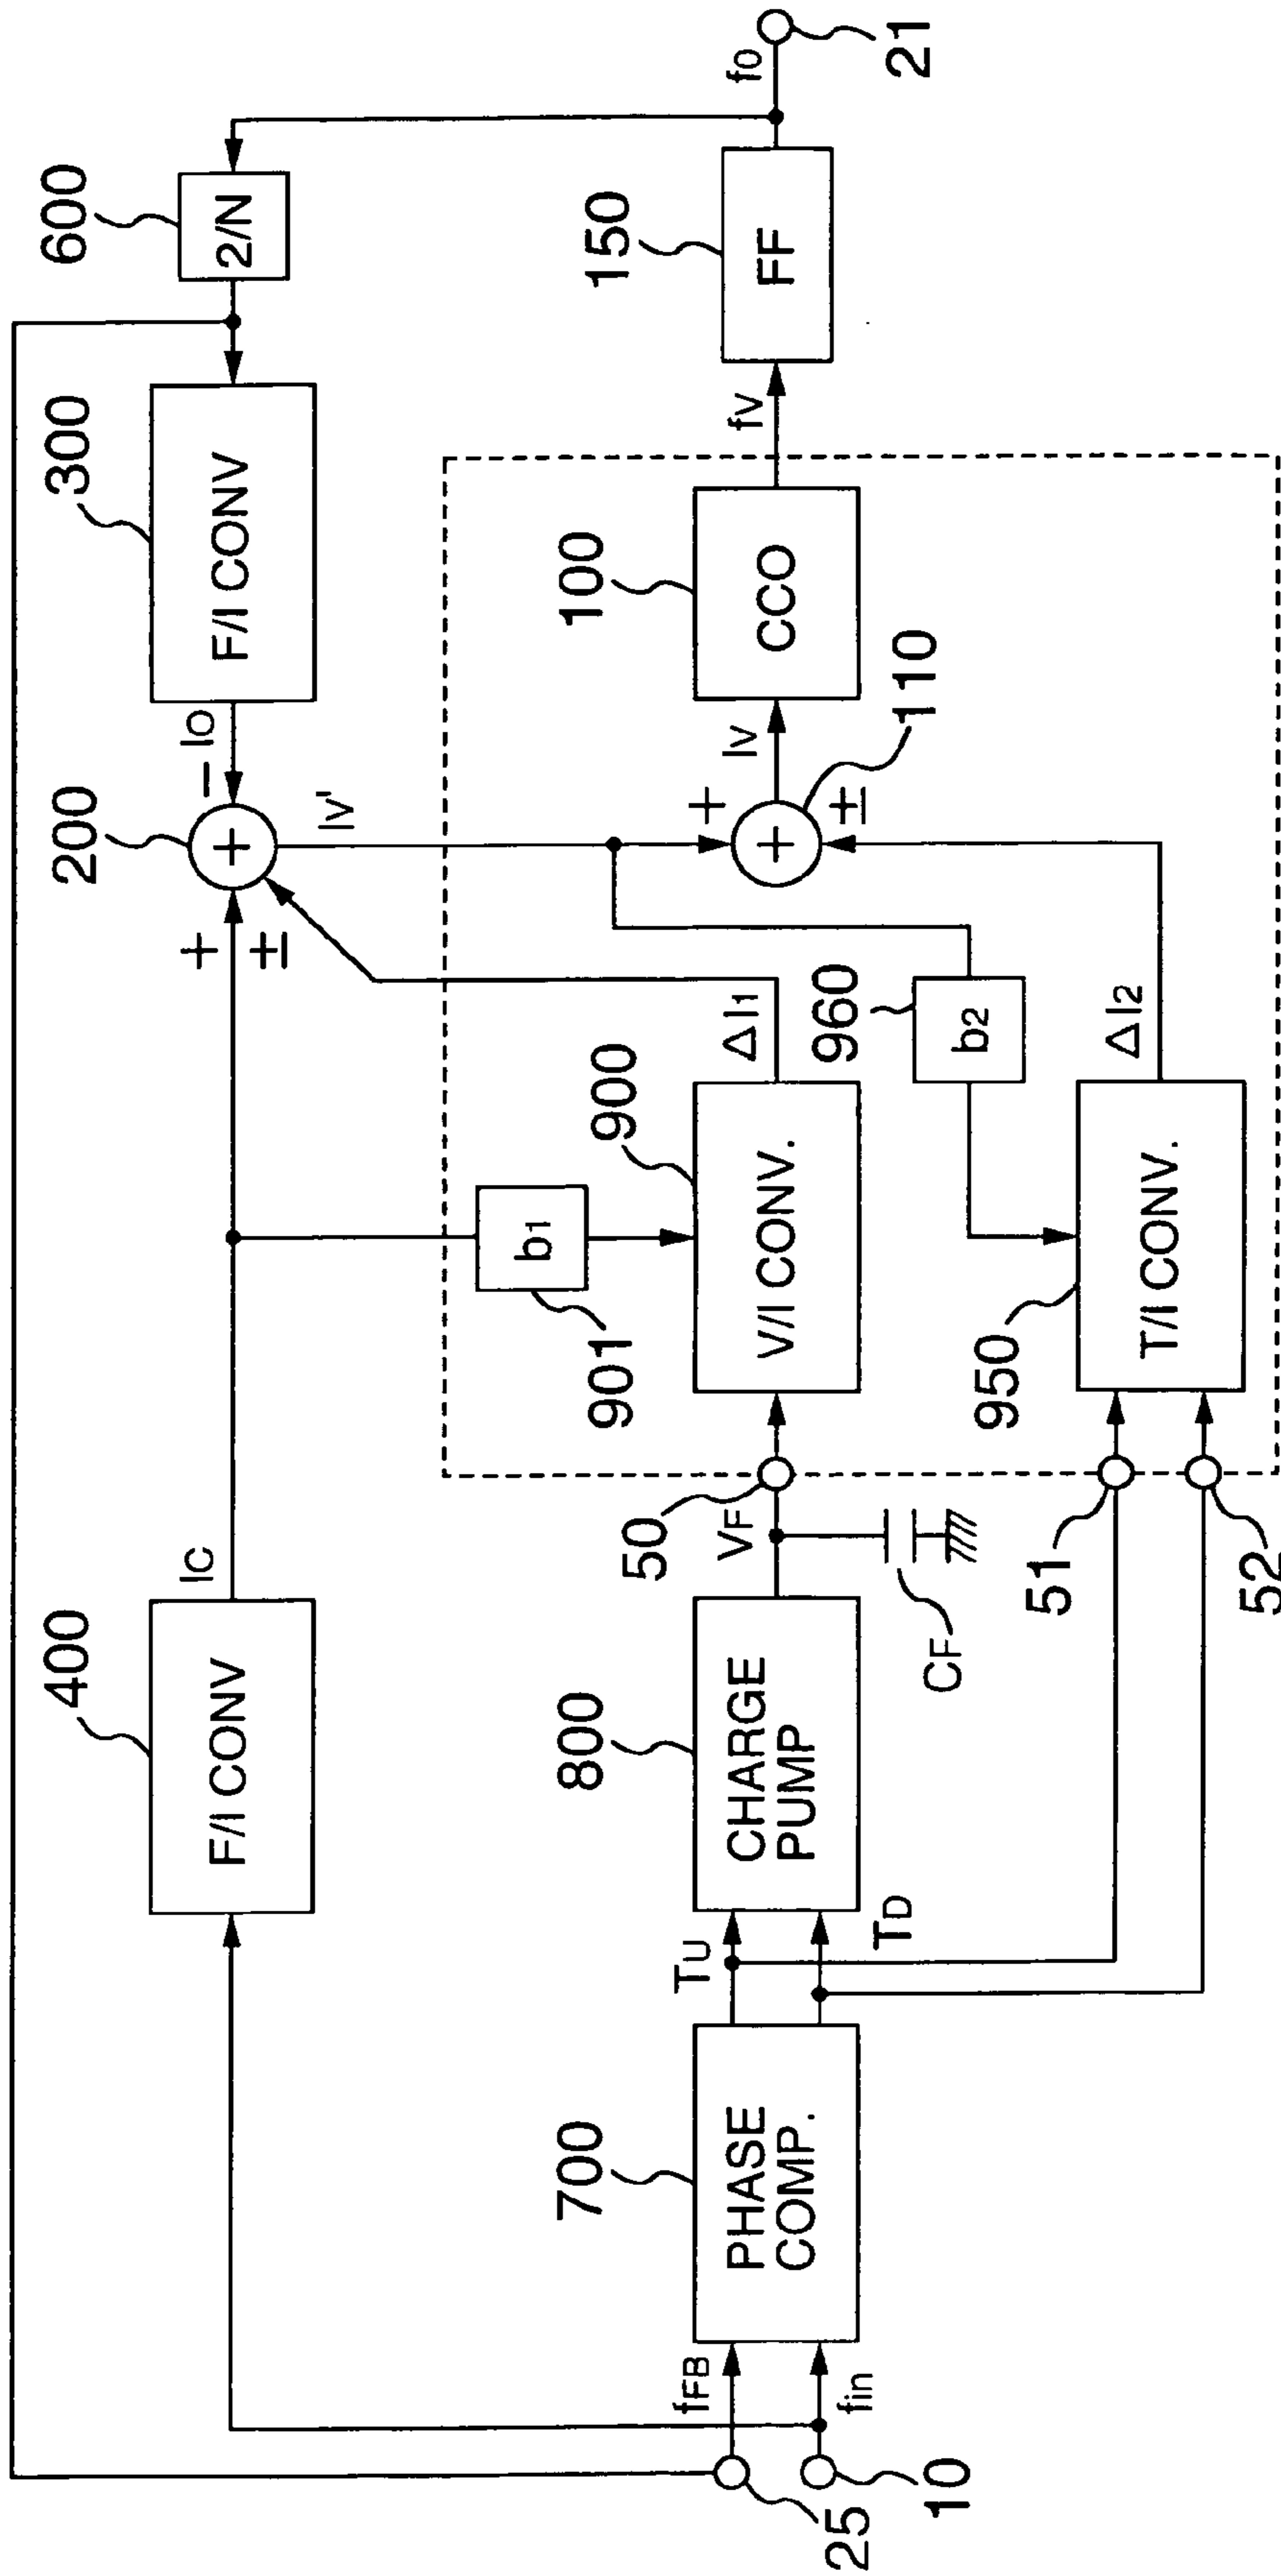 600
2/N
300
F/I CONV
– IO
200
+
+
±
IV'
IC
400
F/I CONV
fO
21
150
FF
fV
100
CCO
IV
110
+
+
±
ΔI1
900
V/I CONV.
b1
901
960
b2
ΔI2
950
T/I CONV.
50
VF
CF
51
52
800
CHARGE
PUMP
TU
TD
700
PHASE
COMP.
fFB
fin
25
10